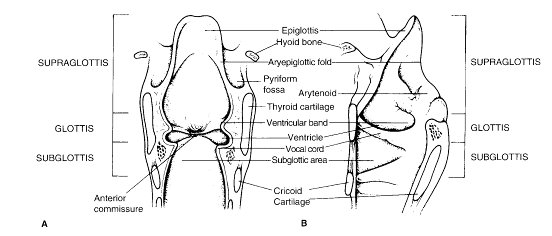 Epiglottis
Hyoid bone
SUPRAGLOTTIS
Aryepiglottic fold
SUPRAGLOTTIS
Pyriform
fossa
Arytenoid
Thyroid cartilage
GLOTTIS
Ventricular band
GLOTTIS
Ventricle
Vocal cord
SUBGLOTTIS
Subglottic area
SUBGLOTTIS
Anterior
commissure
Cricoid
Cartilage
A
B